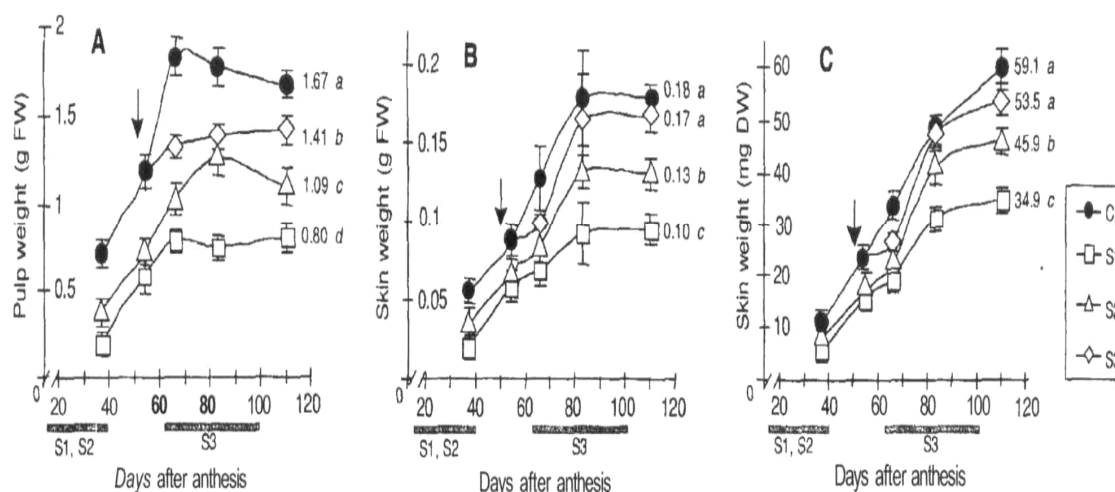 A
Pulp weight (g FW)
2
1.5
1
0.5
0
1.67 a
1.41 b
1.09 c
0.80 d
20 40 60 80 100 120
S1, S2
S3
Days after anthesis
B
Skin weight (g FW)
0.2
0.15
0.1
0.05
0
0.18 a
0.17 a
0.13 b
0.10 c
20 40 60 80 100 120
S1, S2
S3
Days after anthesis
C
Skin weight (mg DW)
60
50
40
30
20
10
0
59.1 a
53.5 a
45.9 b
34.9 c
20 40 60 80 100 120
S1, S2
S3
Days after anthesis
C